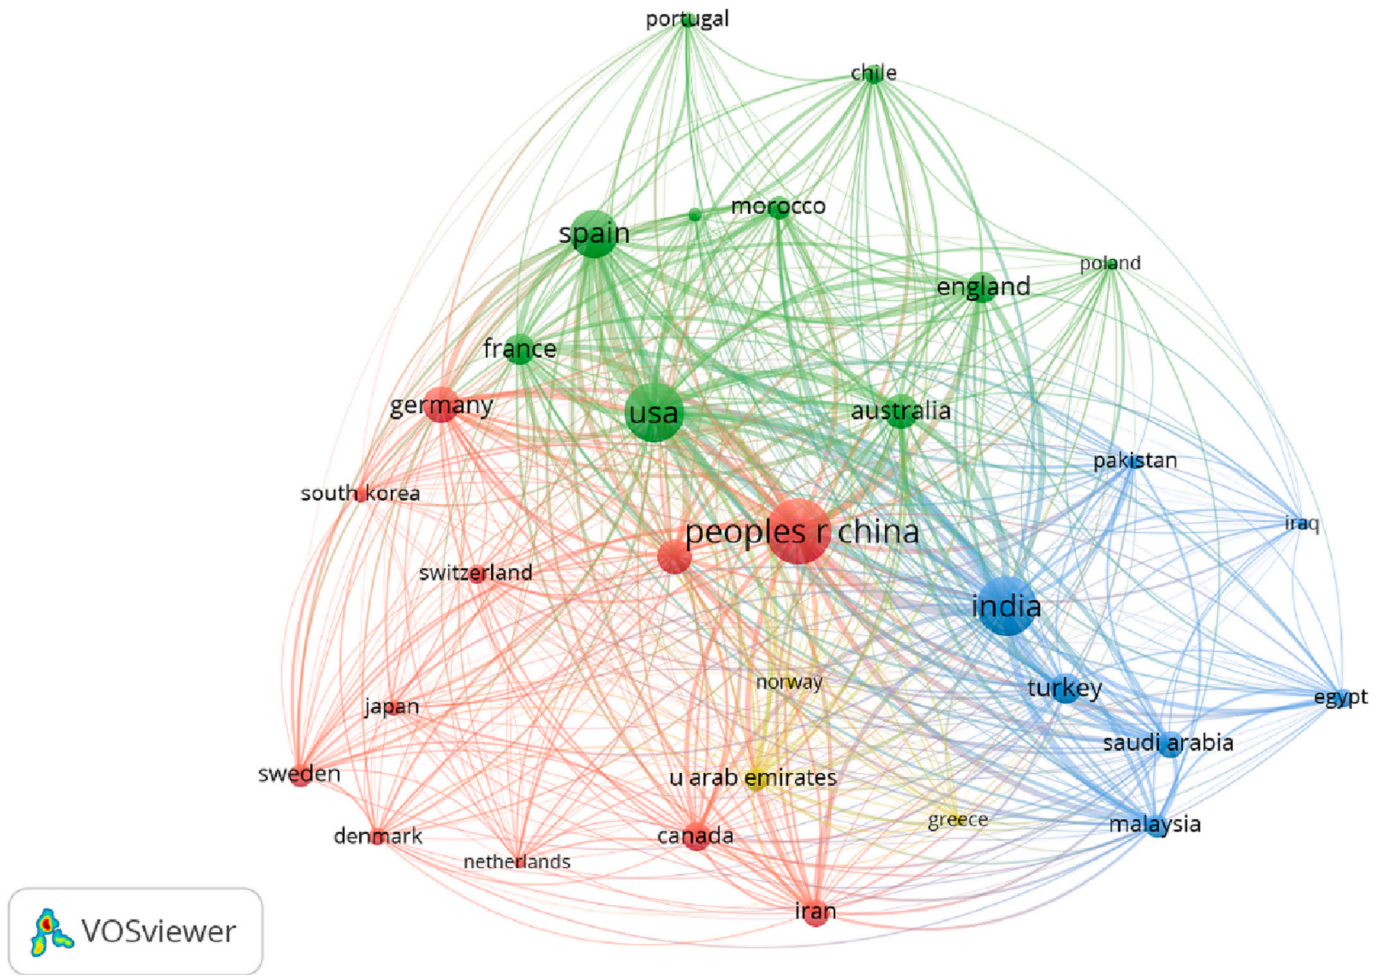 portugal
chile
morocco
spain
poland
england
france
germany
usa
australia
pakistan
south korea
iraq
peoples r china
switzerland
india
norway
turkey
egypt
japan
saudi arabia
sweden
u arab emirates
greece
malaysia
denmark
canada
netherlands
iran
VOSviewer